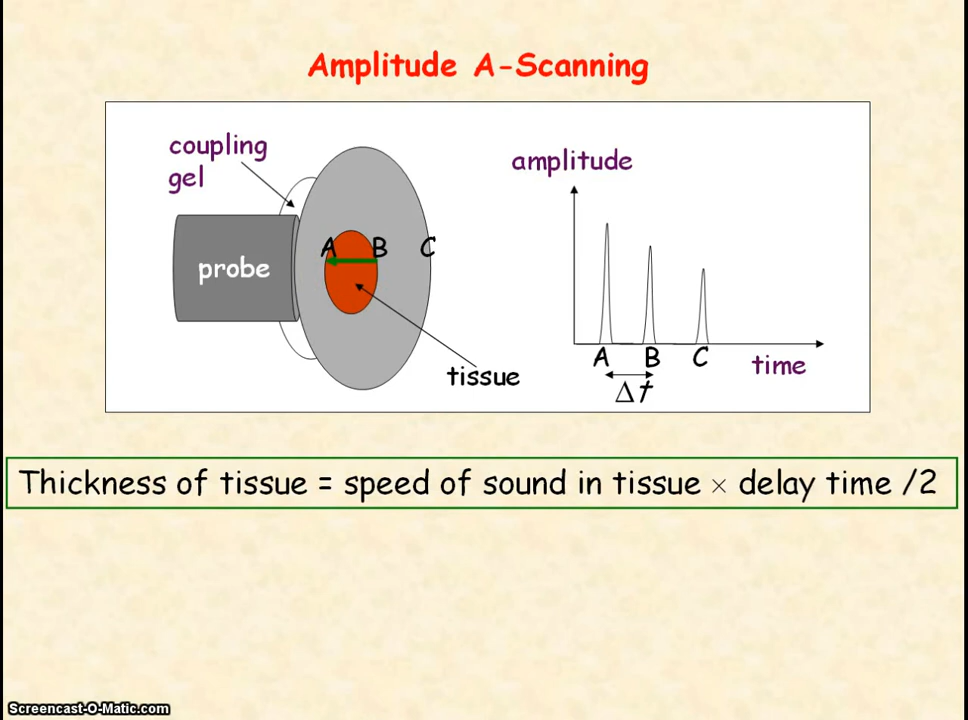 Amplitude A-Scanning
coupling
gel
probe
A B C
tissue
amplitude
A B C
time
Δt
Thickness of tissue = speed of sound in tissue × delay time /2
Screencast-O-Matic.com